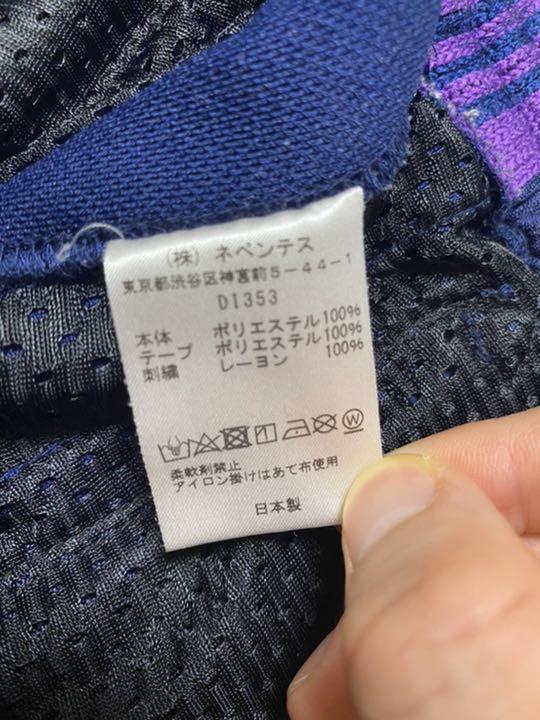 (株) ネペンテス
東京都渋谷区神宮前5-44-1
D1353
本体 ポリエステル100%
テープ ポリエステル100%
刺繍 レーヨン 100%
W
柔軟剤禁止
アイロン掛けはあて布使用
日本製